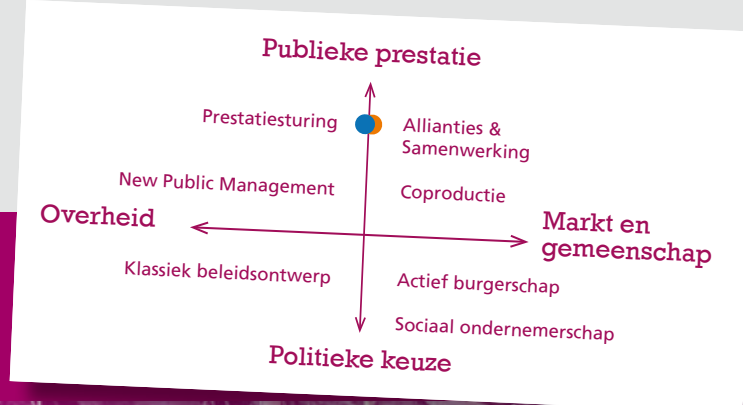 Publieke prestatie
Prestatiesturing
Allianties &
Samenwerking
New Public Management
Coproductie
Overheid
Markt en
gemeenschap
Klassiek beleidsontwerp
Actief burgerschap
Sociaal ondernemerschap
Politieke keuze